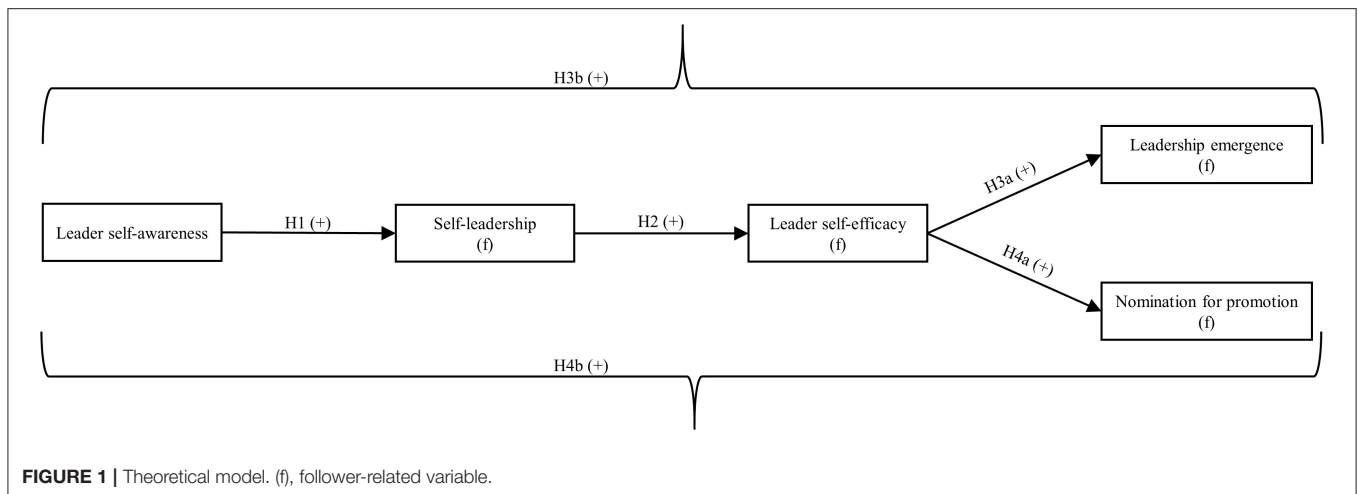 H3b (+)
Leadership emergence
(f)
H3a (+)
Leader self-awareness
H1 (+)
Self-leadership
(f)
H2 (+)
Leader self-efficacy
(f)
H4a (+)
Nomination for promotion
(f)
H4b (+)
FIGURE 1 | Theoretical model. (f), follower-related variable.